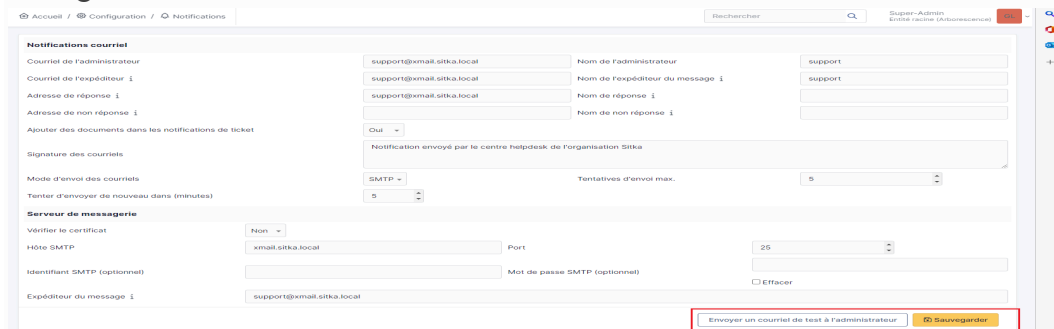 Accueil / Configuration / Notifications Rechercher Super-Admin
Entité racine (Arborescence)
Notifications courriel
Courriel de l'administrateur support@xmail.sitka.local Nom de l'administrateur support
Courriel de l'expéditeur i support@xmail.sitka.local Nom de l'expéditeur du message i support
Adresse de réponse i support@xmail.sitka.local Nom de réponse i
Adresse de non réponse i Nom de non réponse i
Ajouter des documents dans les notifications de ticket Oui
Signature des courriels Notification envoyé par le centre helpdesk de l'organisation Sitka
Mode d'envoi des courriels SMTP Tentatives d'envoi max. 5
Tenter d'envoyer de nouveau dans (minutes) 5
Serveur de messagerie
Vérifier le certificat Non
Hôte SMTP xmail.sitka.local Port 25
Identifiant SMTP (optionnel) Mot de passe SMTP (optionnel)
Effacer
Expéditeur du message i support@xmail.sitka.local
Envoyer un courriel de test à l'administrateur Sauvegarder